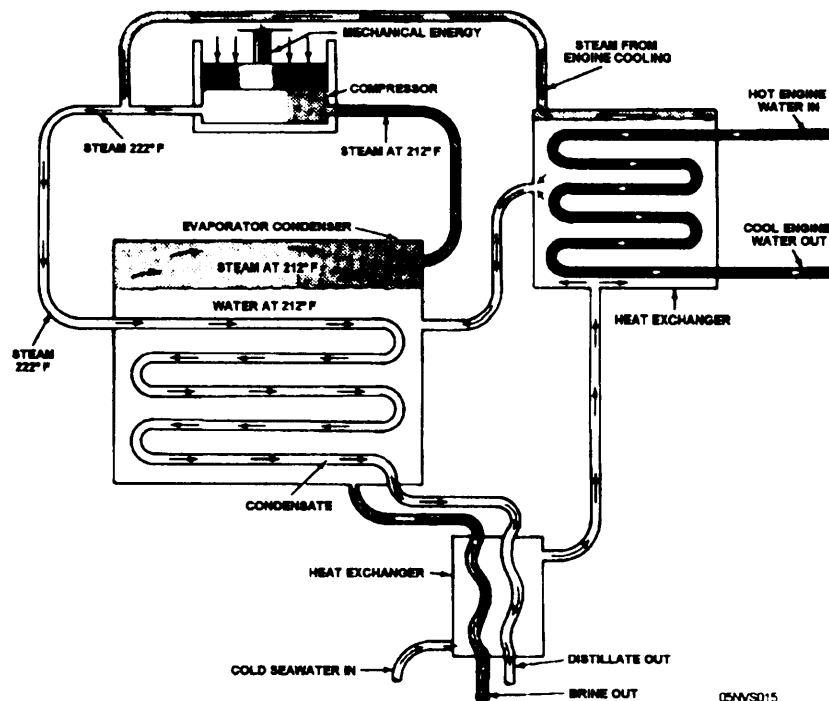 MECHANICAL ENERGY
STEAM FROM
ENGINE COOLING
COMPRESSOR
HOT ENGINE
WATER IN
STEAM 222° F
STEAM AT 212° F
EVAPORATOR CONDENSER
COOL ENGINE
WATER OUT
STEAM AT 212° F
WATER AT 212° F
HEAT EXCHANGER
STEAM
222° F
CONDENSATE
HEAT EXCHANGER
COLD SEAWATER IN
DISTILLATE OUT
BRINE OUT
05NVS015